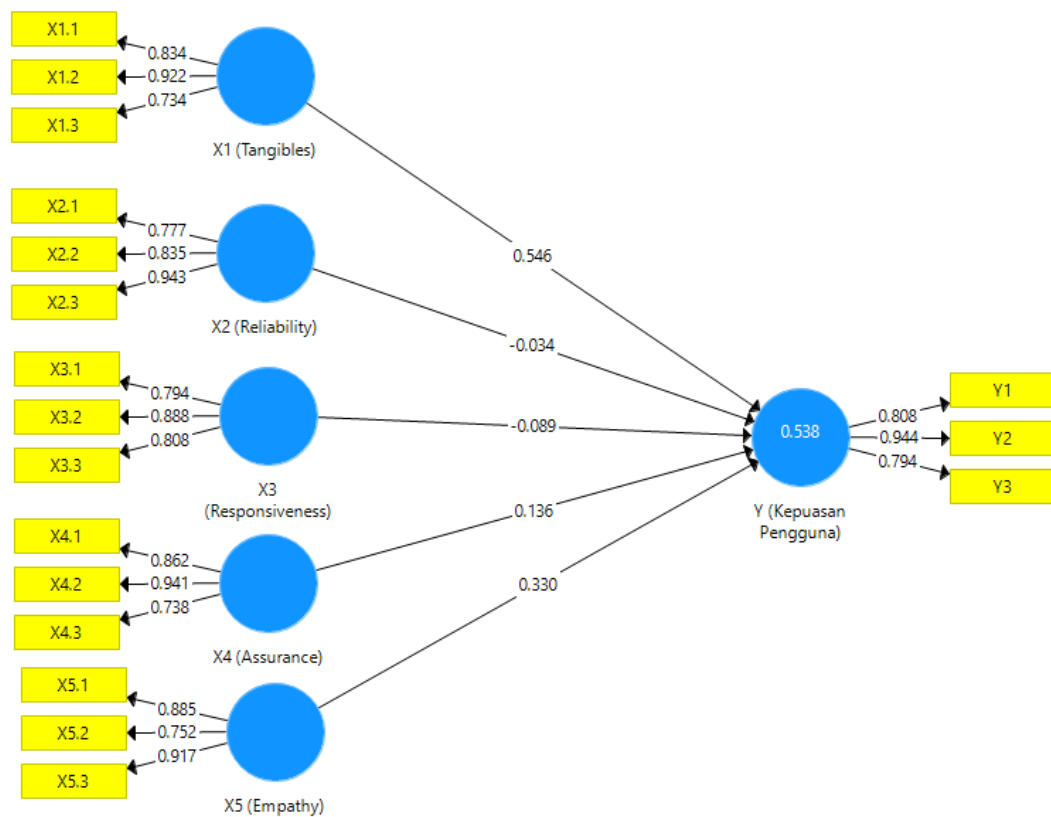 X1.1
0.834
X1.2
0.922
X1.3
0.734
X1 (Tangibles)
0.546
X2.1
0.777
X2.2
0.835
X2.3
0.943
X2 (Reliability)
-0.034
X3.1
0.794
X3.2
0.888
X3.3
0.808
X3
(Responsiveness)
-0.089
X4.1
0.862
X4.2
0.941
X4.3
0.738
X4 (Assurance)
0.136
X5.1
0.885
X5.2
0.752
X5.3
0.917
X5 (Empathy)
0.330
0.538
Y (Kepuasan
Pengguna)
0.808
Y1
0.944
Y2
0.794
Y3